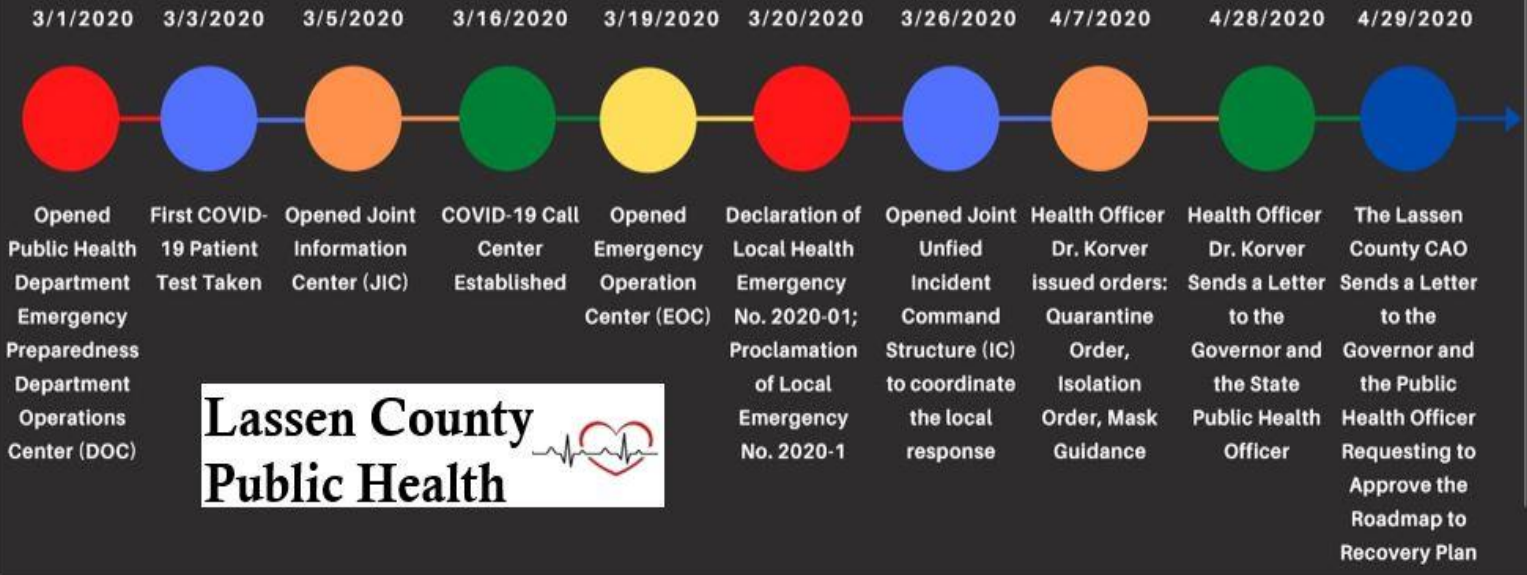 3/1/2020 3/3/2020 3/5/2020 3/16/2020 3/19/2020 3/20/2020 3/26/2020 4/7/2020 4/28/2020 4/29/2020
Opened
Public Health
Department
Emergency
Preparedness
Department
Operations
Center (DOC)
First COVID-
19 Patient
Test Taken
Opened Joint
Information
Center (JIC)
COVID-19 Call
Center
Established
Opened
Emergency
Operation
Center (EOC)
Declaration of
Local Health
Emergency
No. 2020-01;
Proclamation
of Local
Emergency
No. 2020-1
Opened Joint
Unfied
Incident
Command
Structure (IC)
to coordinate
the local
response
Health Officer
Dr. Korver
issued orders:
Quarantine
Order,
Isolation
Order, Mask
Guidance
Health Officer
Dr. Korver
Sends a Letter
to the
Governor and
the State
Public Health
Officer
The Lassen
County CAO
Sends a Letter
to the
Governor and
the Public
Health Officer
Requesting to
Approve the
Roadmap to
Recovery Plan
Lassen County
Public Health